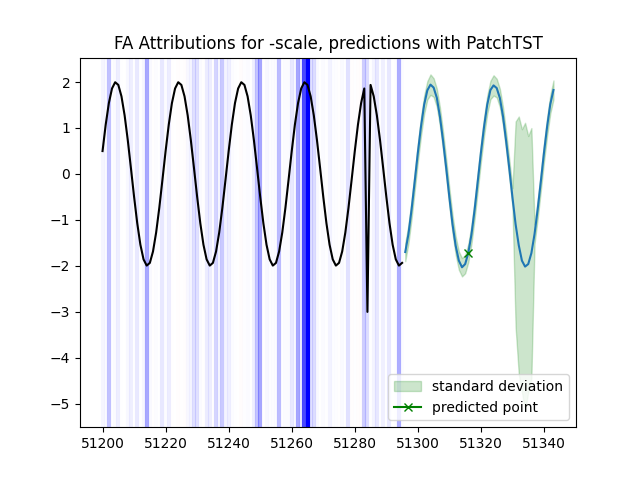 FA Attributions for -scale, predictions with PatchTST
2
1
0
−1
−2
−3
−4
−5
standard deviation
predicted point
51200 51220 51240 51260 51280 51300 51320 51340